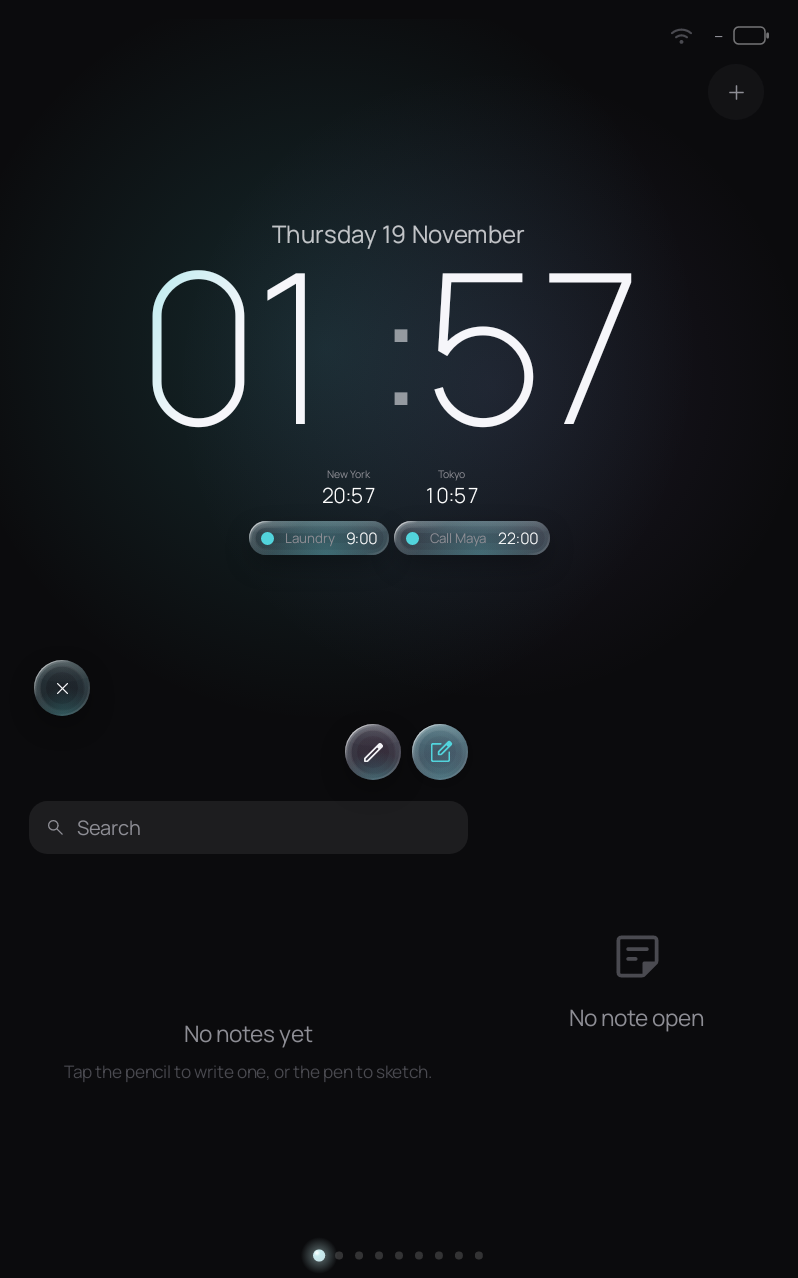 Thursday 19 November
01:57
New York Tokyo
20:57 10:57
Laundry 9:00 Call Maya 22:00
Search
No note open
No notes yet
Tap the pencil to write one, or the pen to sketch.